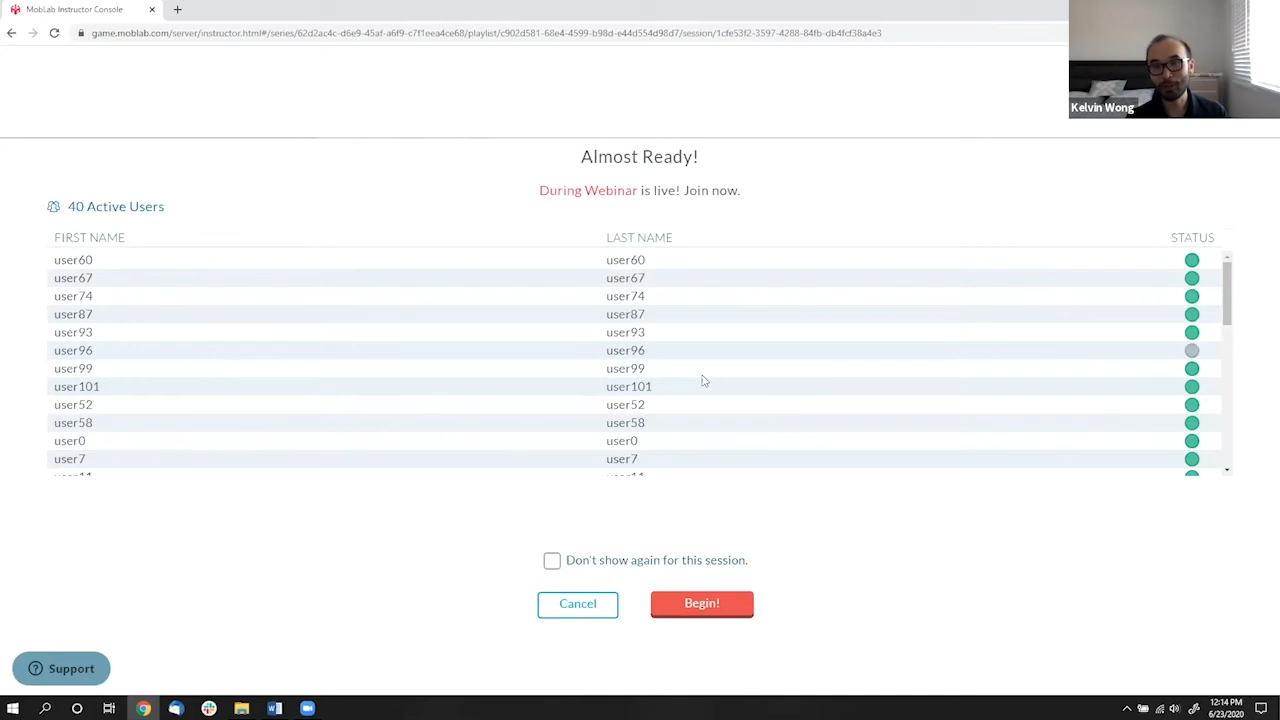 MobLab Instructor Console
game.moblab.com/server/instructor.html#/series/62d2ac4c-d6e9-45af-a6f9-c7f1eea4ce68/playlist/c902d581-68e4-4599-b98d-e44d554d98d7/session/1cfe53f2-3597-4288-84fb-db4fcf38a4e3
Kelvin Wong
Almost Ready!
During Webinar is live! Join now.
40 Active Users
FIRST NAME LAST NAME STATUS
user60 user60
user67 user67
user74 user74
user87 user87
user93 user93
user96 user96
user99 user99
user101 user101
user52 user52
user58 user58
user0 user0
user7 user7
user11 user11
Don't show again for this session.
Cancel Begin!
Support
12:14 PM
6/23/2020